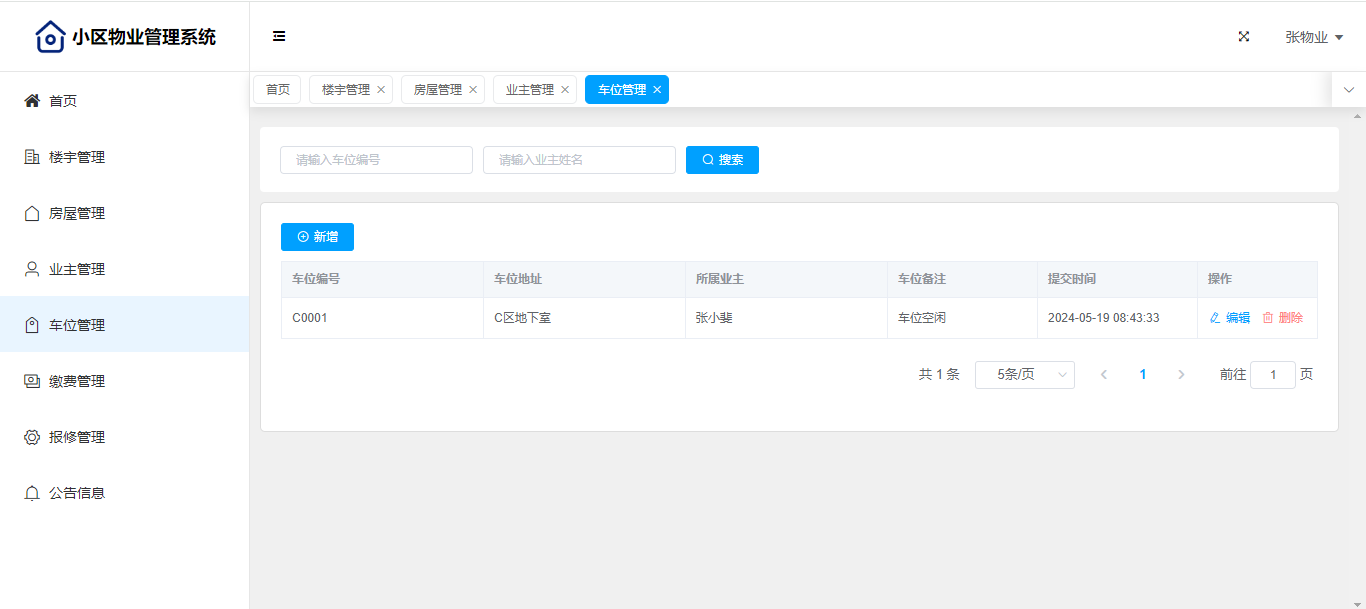 小区物业管理系统
张物业
首页
楼宇管理
房屋管理
业主管理
车位管理
缴费管理
报修管理
公告信息
首页 楼宇管理 房屋管理 业主管理 车位管理
请输入车位编号 请输入业主姓名 搜索
新增
车位编号 车位地址 所属业主 车位备注 提交时间 操作
C0001 C区地下室 张小斐 车位空闲 2024-05-19 08:43:33 编辑 删除
共 1 条 5条/页 1 前往 1 页